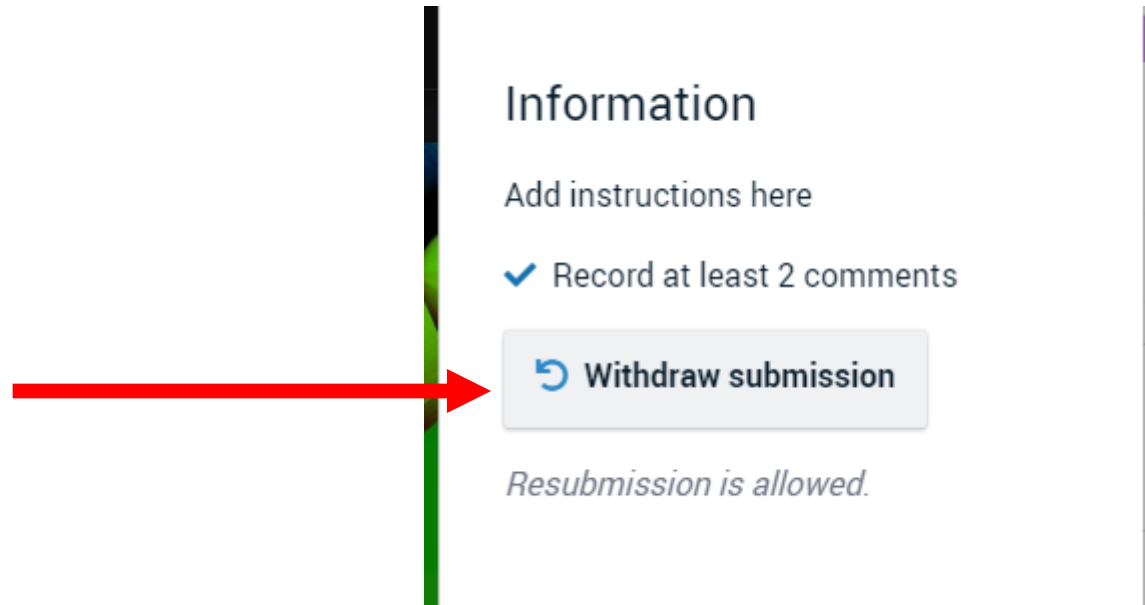 Information
Add instructions here
Record at least 2 comments
Withdraw submission
Resubmission is allowed.